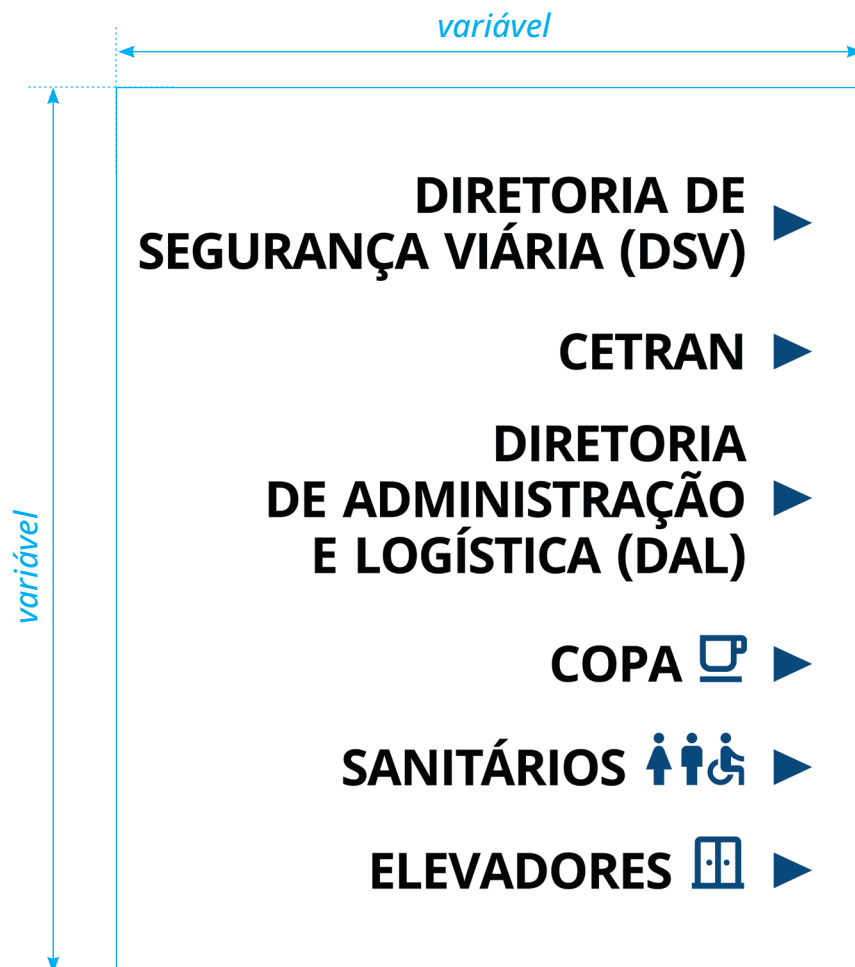 variável
DIRETORIA DE
SEGURANÇA VIÁRIA (DSV)
CETRAN
DIRETORIA
DE ADMINISTRAÇÃO
E LOGÍSTICA (DAL)
variável
COPA
SANITÁRIOS
ELEVADORES